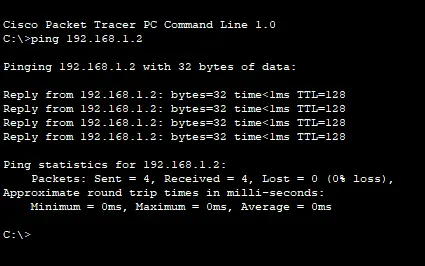 Cisco Packet Tracer PC Command Line 1.0
C:\>ping 192.168.1.2
Pinging 192.168.1.2 with 32 bytes of data:
Reply from 192.168.1.2: bytes=32 time<1ms TTL=128
Reply from 192.168.1.2: bytes=32 time<1ms TTL=128
Reply from 192.168.1.2: bytes=32 time<1ms TTL=128
Reply from 192.168.1.2: bytes=32 time<1ms TTL=128
Ping statistics for 192.168.1.2:
Packets: Sent = 4, Received = 4, Lost = 0 (0% loss),
Approximate round trip times in milli-seconds:
Minimum = 0ms, Maximum = 0ms, Average = 0ms
C:\>